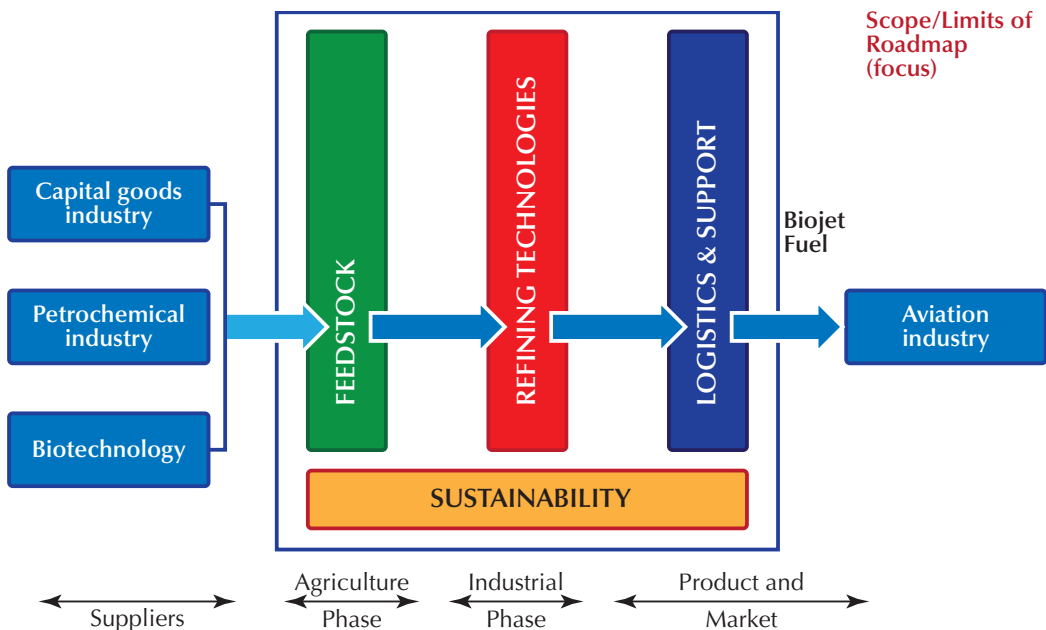 Scope/Limits of
Roadmap
(focus)
Capital goods
industry
Petrochemical
industry
Biotechnology
FEEDSTOCK
REFINING TECHNOLOGIES
LOGISTICS & SUPPORT
Biojet
Fuel
Aviation
industry
SUSTAINABILITY
Suppliers
Agriculture
Phase
Industrial
Phase
Product and
Market